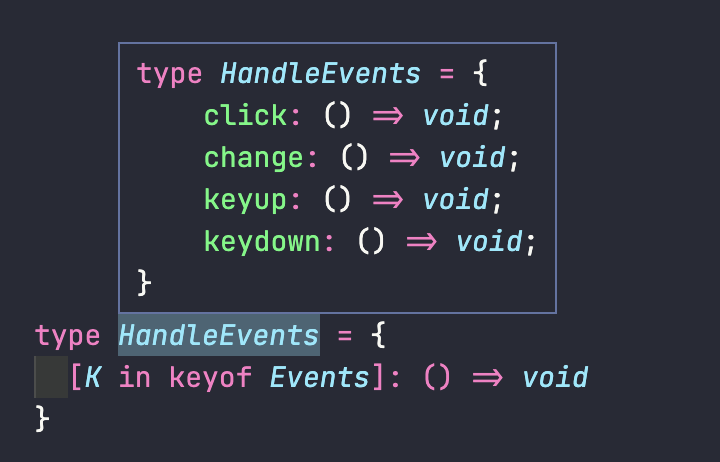 type HandleEvents = {
    click: () => void;
    change: () => void;
    keyup: () => void;
    keydown: () => void;
}
type HandleEvents = {
  [K in keyof Events]: () => void
}